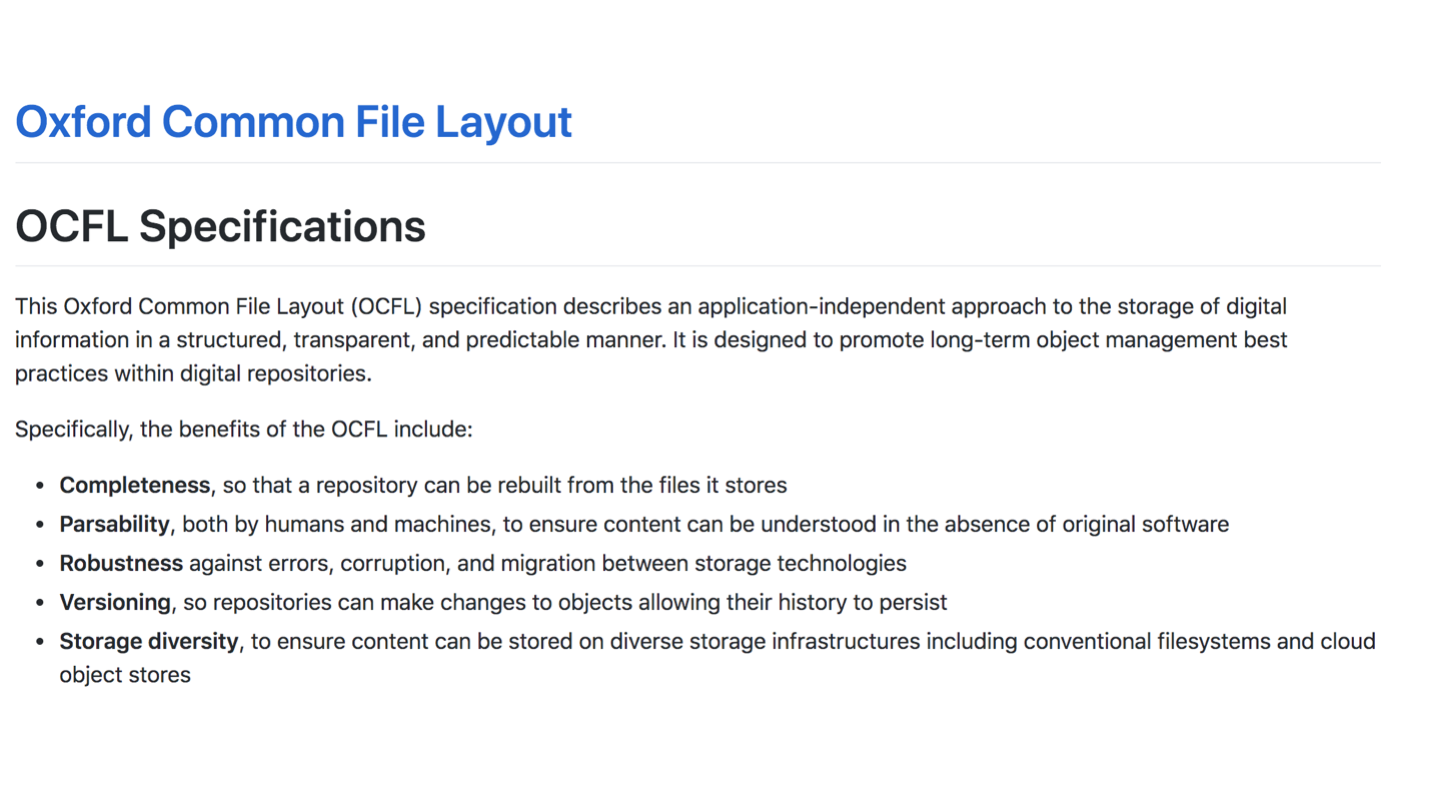 Oxford Common File Layout
OCFL Specifications
This Oxford Common File Layout (OCFL) specification describes an application-independent approach to the storage of digital
information in a structured, transparent, and predictable manner. It is designed to promote long-term object management best
practices within digital repositories.
Specifically, the benefits of the OCFL include:
• Completeness, so that a repository can be rebuilt from the files it stores
• Parsability, both by humans and machines, to ensure content can be understood in the absence of original software
• Robustness against errors, corruption, and migration between storage technologies
• Versioning, so repositories can make changes to objects allowing their history to persist
• Storage diversity, to ensure content can be stored on diverse storage infrastructures including conventional filesystems and cloud
object stores